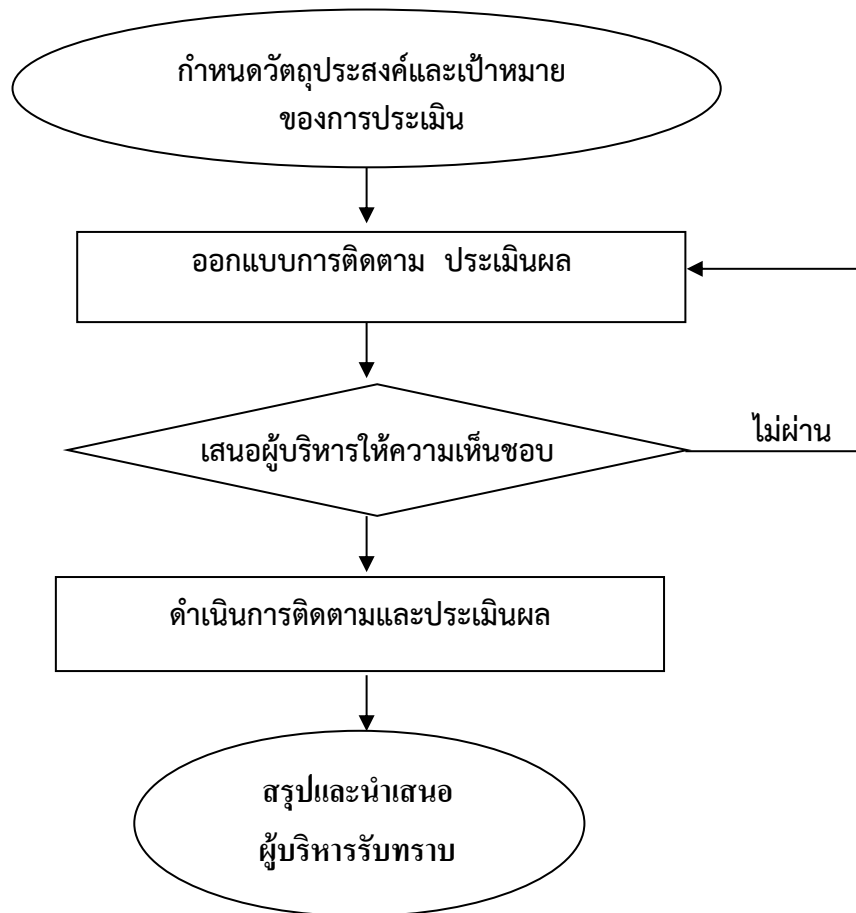 กำหนดวัตถุประสงค์และเป้าหมาย
ของการประเมิน
ออกแบบการติดตาม ประเมินผล
เสนอผู้บริหารให้ความเห็นชอบ
ไม่ผ่าน
ดำเนินการติดตามและประเมินผล
สรุปและนำเสนอ
ผู้บริหารรับทราบ